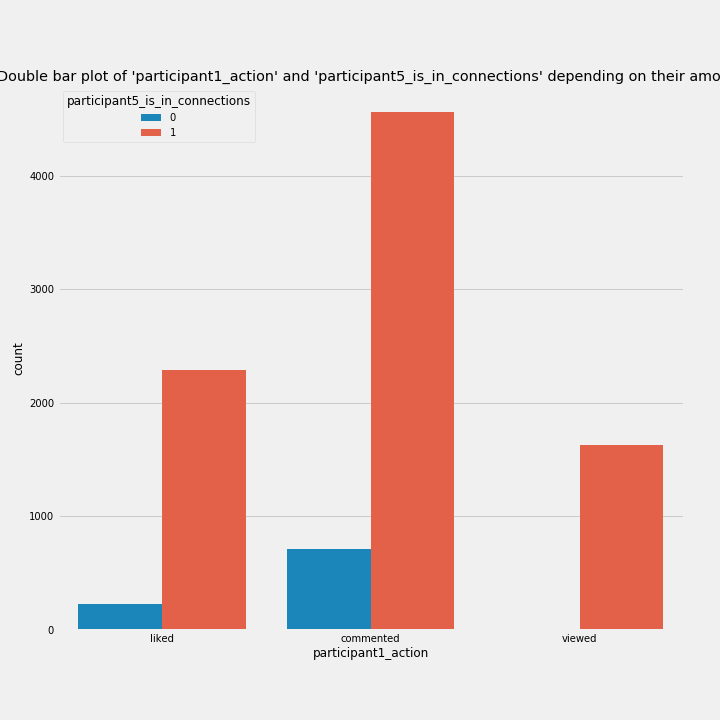 Double bar plot of 'participant1_action' and 'participant5_is_in_connections' depending on their amo
participant5_is_in_connections
0
1
4000
3000
2000
1000
0
count
liked commented viewed
participant1_action